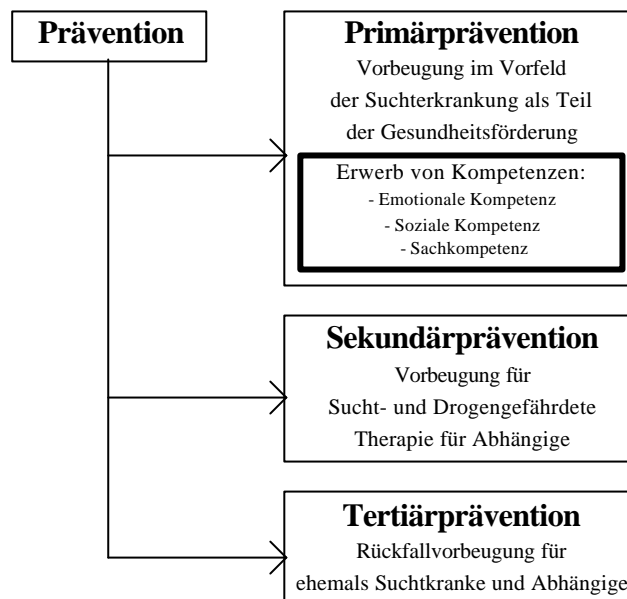 Prävention
Primärprävention
Vorbeugung im Vorfeld
der Suchterkrankung als Teil
der Gesundheitsförderung
Erwerb von Kompetenzen:
- Emotionale Kompetenz
- Soziale Kompetenz
- Sachkompetenz
Sekundärprävention
Vorbeugung für
Sucht- und Drogengefährdete
Therapie für Abhängige
Tertiärprävention
Rückfallvorbeugung für
ehemals Suchtkranke und Abhängige